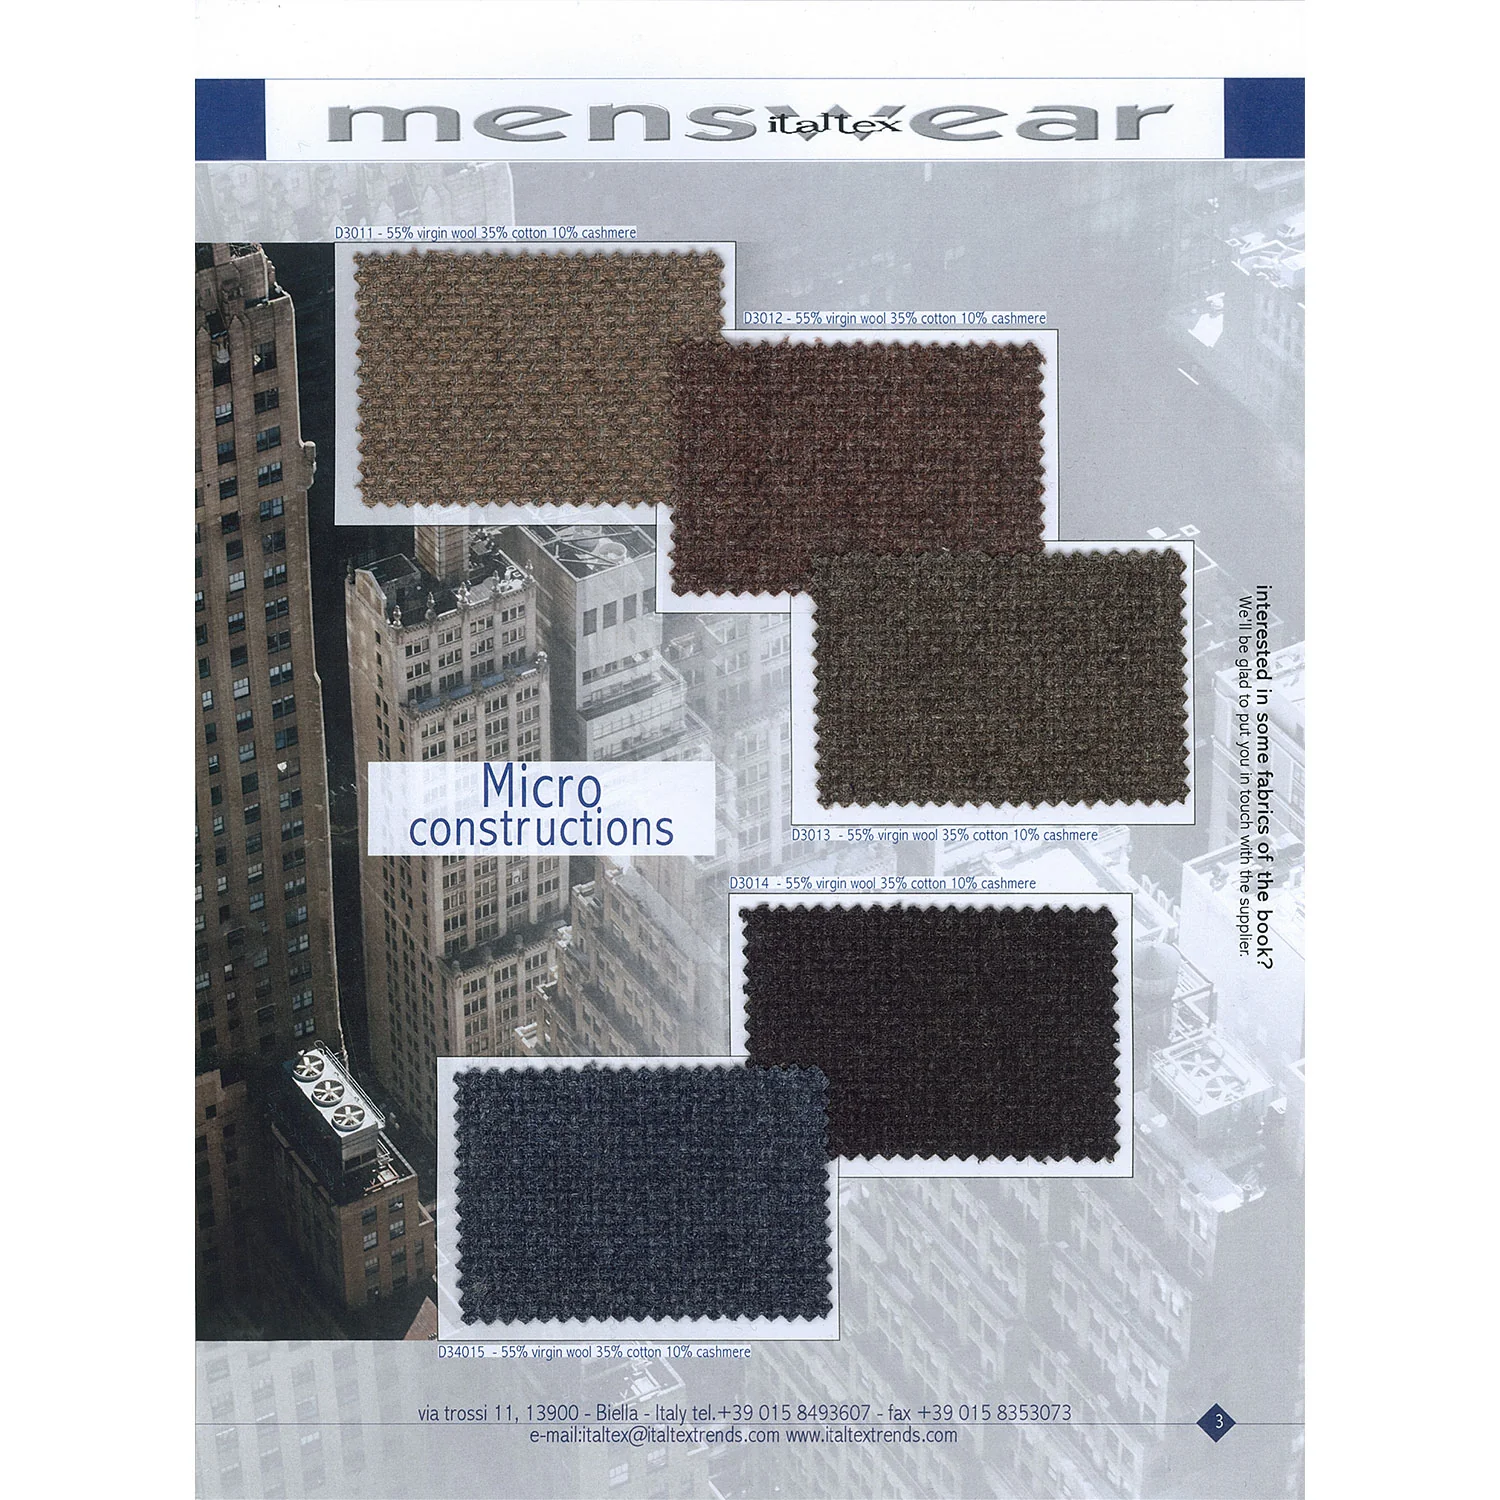 menswear
italtex
D3011 - 55% virgin wool 35% cotton 10% cashmere
D3012 - 55% virgin wool 35% cotton 10% cashmere
D3013 - 55% virgin wool 35% cotton 10% cashmere
interested in some fabrics of the book?
We'll be glad to put you in touch with the supplier.
Micro
constructions
D3014 - 55% virgin wool 35% cotton 10% cashmere
D34015 - 55% virgin wool 35% cotton 10% cashmere
via trossi 11, 13900 - Biella - Italy tel.+39 015 8493607 - fax +39 015 8353073
e-mail:italtex@italtextrends.com www.italtextrends.com
3